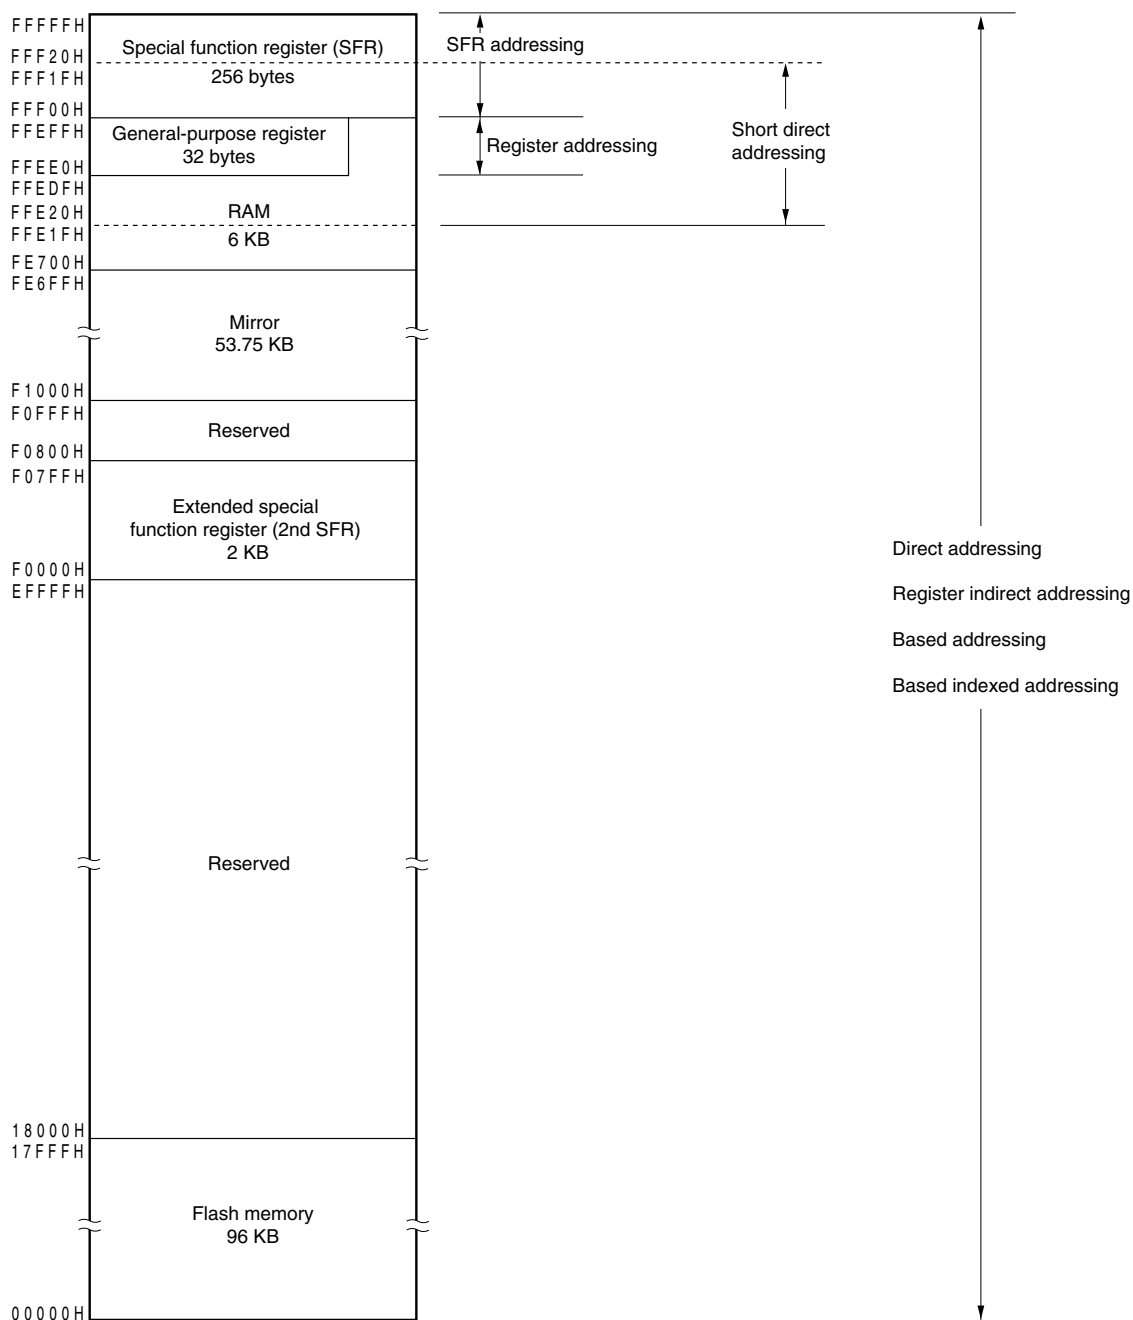 FFFFFH
Special function register (SFR)
256 bytes
FFF20H
FFF1FH
FFF00H
FFEFFH
General-purpose register
32 bytes
FFEE0H
FFEDFH
RAM
6 KB
FFE20H
FFE1FH
FE700H
FE6FFH
Mirror
53.75 KB
F1000H
F0FFFH
Reserved
F0800H
F07FFH
Extended special
function register (2nd SFR)
2 KB
F0000H
EFFFFH
Reserved
18000H
17FFFH
Flash memory
96 KB
00000H
SFR addressing
Register addressing
Short direct
addressing
Direct addressing
Register indirect addressing
Based addressing
Based indexed addressing